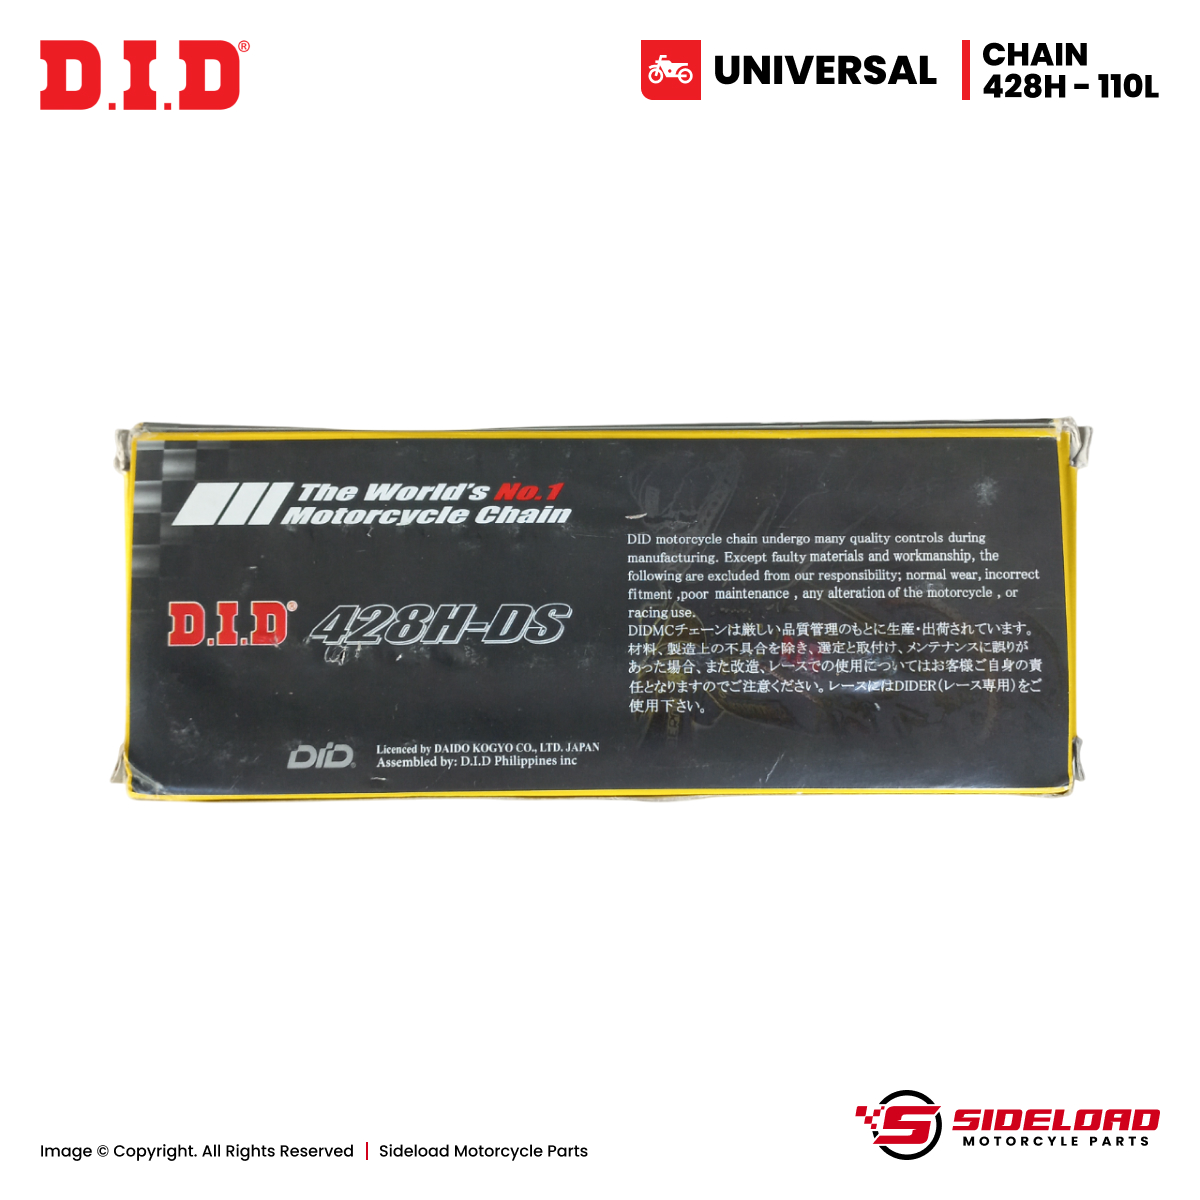 D.I.D®
UNIVERSAL
CHAIN
428H - 110L
The World's No.1
Motorcycle Chain
D.I.D® 428H-DS
DID motorcycle chain undergo many quality controls during
manufacturing. Except faulty materials and workmanship, the
following are excluded from our responsibility; normal wear, incorrect
fitment ,poor maintenance , any alteration of the motorcycle , or
racing use.
DIDMCチェーンは厳しい品質管理のもとに生産・出荷されています。
材料、製造上の不具合を除き、選定と取付け、メンテナンスに誤りが
あった場合、また改造、レースでの使用についてはお客様ご自身の責
任となりますのでご注意ください。レースにはDIDER(レース専用)をご
使用下さい。
DID®
Licenced by DAIDO KOGYO CO., LTD. JAPAN
Assembled by: D.I.D Philippines inc
SIDELOAD
MOTORCYLE PARTS
Image © Copyright. All Rights Reserved | Sideload Motorcycle Parts